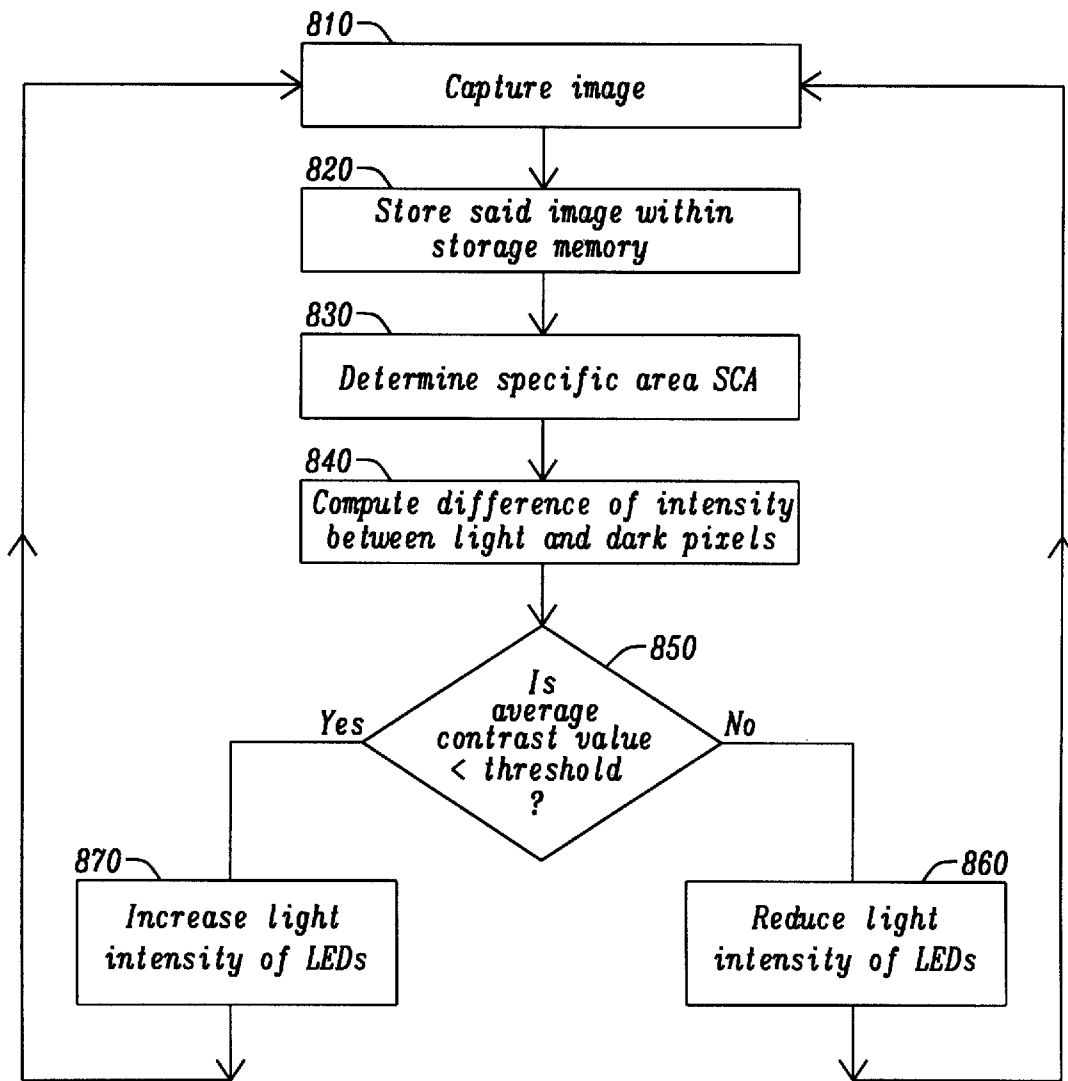 810
Capture image
820
Store said image within
storage memory
830
Determine specific area SCA
840
Compute difference of intensity
between light and dark pixels
850
Is
average
contrast value
< threshold
?
Yes
No
870
Increase light
intensity of LEDs
860
Reduce light
intensity of LEDs